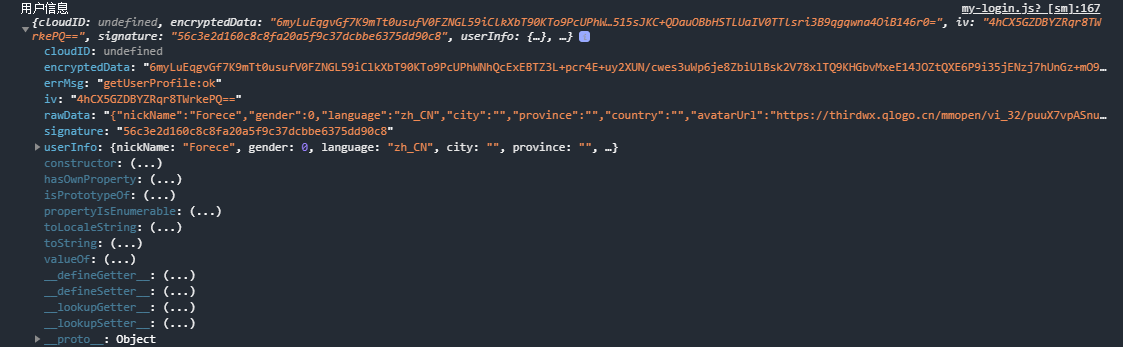 用户信息 my-login.js? [sm]:167
{cloudID: undefined, encryptedData: "6myLuEqgvGf7K9mTt0usufV0FZNGL59iClkXbT90KTo9PcUPhW…515sJKC+QDauOBbHSTLUaIV0TTlsri3B9qgqwna4OiB146r0=", iv: "4hCX5GZDBYZRqr8TW
rkePQ==", signature: "56c3e2d160c8c8fa20a5f9c37dcbbe6375dd90c8", userInfo: {…}, …} i
cloudID: undefined
encryptedData: "6myLuEqgvGf7K9mTt0usufV0FZNGL59iClkXbT90KTo9PcUPhWNhQcExEBTZ3L+pcr4E+uy2XUN/cwes3uWp6je8ZbiUlBsk2V78xlTQ9KHGbvMxeE14JOZtQXE6P9i35jENzj7hUnGz+mO9…
errMsg: "getUserProfile:ok"
iv: "4hCX5GZDBYZRqr8TWrkePQ=="
rawData: "{"nickName":"Forece","gender":0,"language":"zh_CN","city":"","province":"","country":"","avatarUrl":"https://thirdwx.qlogo.cn/mmopen/vi_32/puuX7vpASnu…
signature: "56c3e2d160c8c8fa20a5f9c37dcbbe6375dd90c8"
userInfo: {nickName: "Forece", gender: 0, language: "zh_CN", city: "", province: "", …}
constructor: (...)
hasOwnProperty: (...)
isPrototypeOf: (...)
propertyIsEnumerable: (...)
toLocaleString: (...)
toString: (...)
valueOf: (...)
__defineGetter__: (...)
__defineSetter__: (...)
__lookupGetter__: (...)
__lookupSetter__: (...)
__proto__: Object